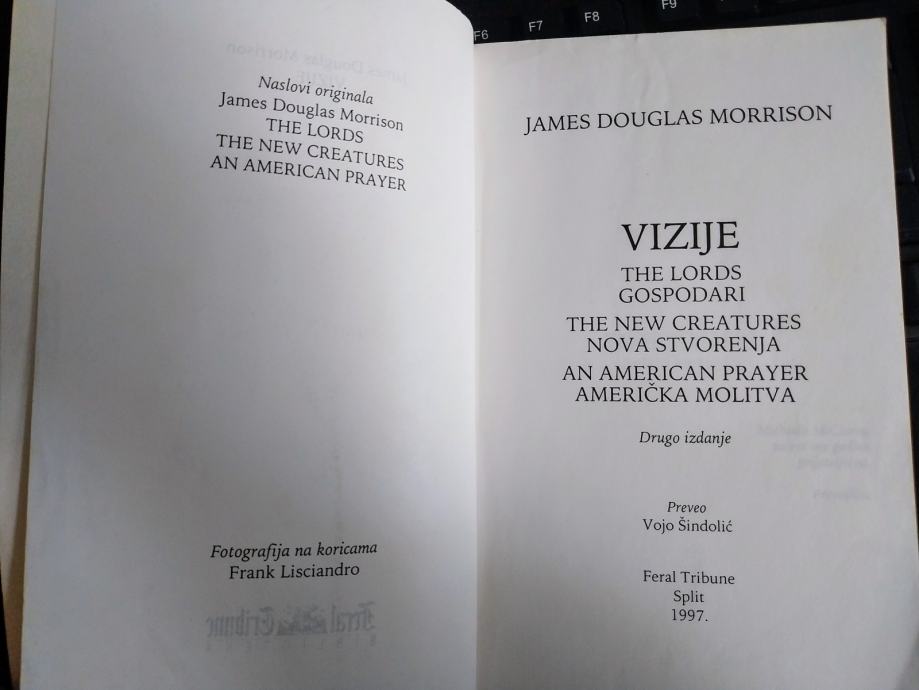 F6
F7
F8
F9
Naslovi originala
James Douglas Morrison
THE LORDS
THE NEW CREATURES
AN AMERICAN PRAYER
Fotografija na koricama
Frank Lisciandro
Feral Tribune
JAMES DOUGLAS MORRISON
VIZIJE
THE LORDS
GOSPODARI
THE NEW CREATURES
NOVA STVORENJA
AN AMERICAN PRAYER
AMERIČKA MOLITVA
Drugo izdanje
Preveo
Vojo Šindolić
Feral Tribune
Split
1997.